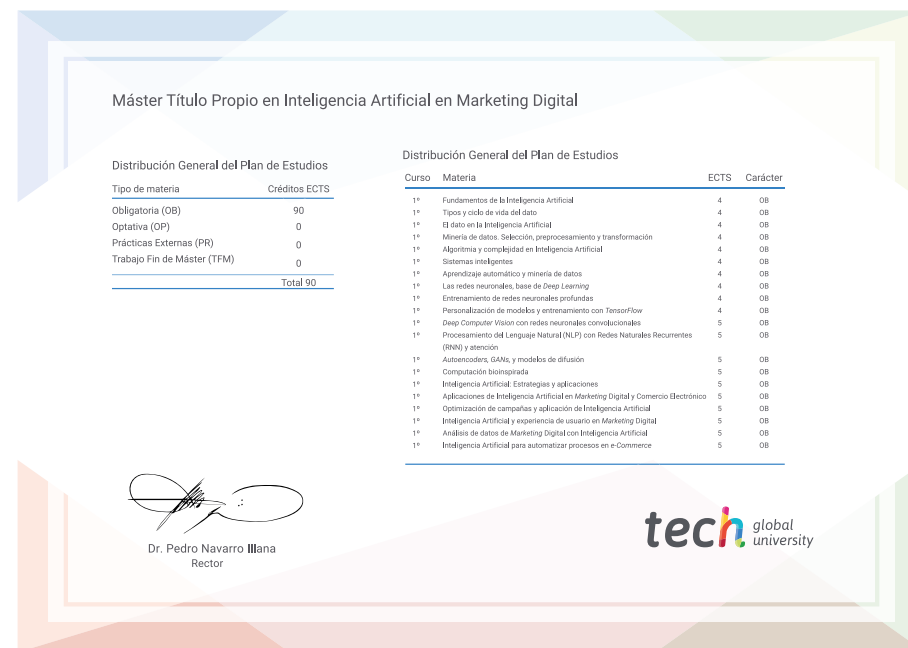 Máster Título Propio en Inteligencia Artificial en Marketing Digital
Distribución General del Plan de Estudios
Tipo de materia Créditos ECTS
Obligatoria (OB) 90
Optativa (OP) 0
Prácticas Externas (PR) 0
Trabajo Fin de Máster (TFM) 0
Total 90
Distribución General del Plan de Estudios
Curso Materia ECTS Carácter
1º Fundamentos de la Inteligencia Artificial 4 OB
1º Tipos y ciclo de vida del dato 4 OB
1º El dato en la Inteligencia Artificial 4 OB
1º Minería de datos. Selección, preprocesamiento y transformación 4 OB
1º Algoritmia y complejidad en Inteligencia Artificial 4 OB
1º Sistemas inteligentes 4 OB
1º Aprendizaje automático y minería de datos 4 OB
1º Las redes neuronales, base de Deep Learning 4 OB
1º Entrenamiento de redes neuronales profundas 4 OB
1º Personalización de modelos y entrenamiento con TensorFlow 4 OB
1º Deep Computer Vision con redes neuronales convolucionales 5 OB
1º Procesamiento del Lenguaje Natural (NLP) con Redes Naturales Recurrentes 5 OB
(RNN) y atención
1º Autoencoders, GANs, y modelos de difusión 5 OB
1º Computación bioinspirada 5 OB
1º Inteligencia Artificial: Estrategias y aplicaciones 5 OB
1º Aplicaciones de Inteligencia Artificial en Marketing Digital y Comercio Electrónico 5 OB
1º Optimización de campañas y aplicación de Inteligencia Artificial 5 OB
1º Inteligencia Artificial y experiencia de usuario en Marketing Digital 5 OB
1º Análisis de datos de Marketing Digital con Inteligencia Artificial 5 OB
1º Inteligencia Artificial para automatizar procesos en e-Commerce 5 OB
Dr. Pedro Navarro Illana
Rector
tech global
university